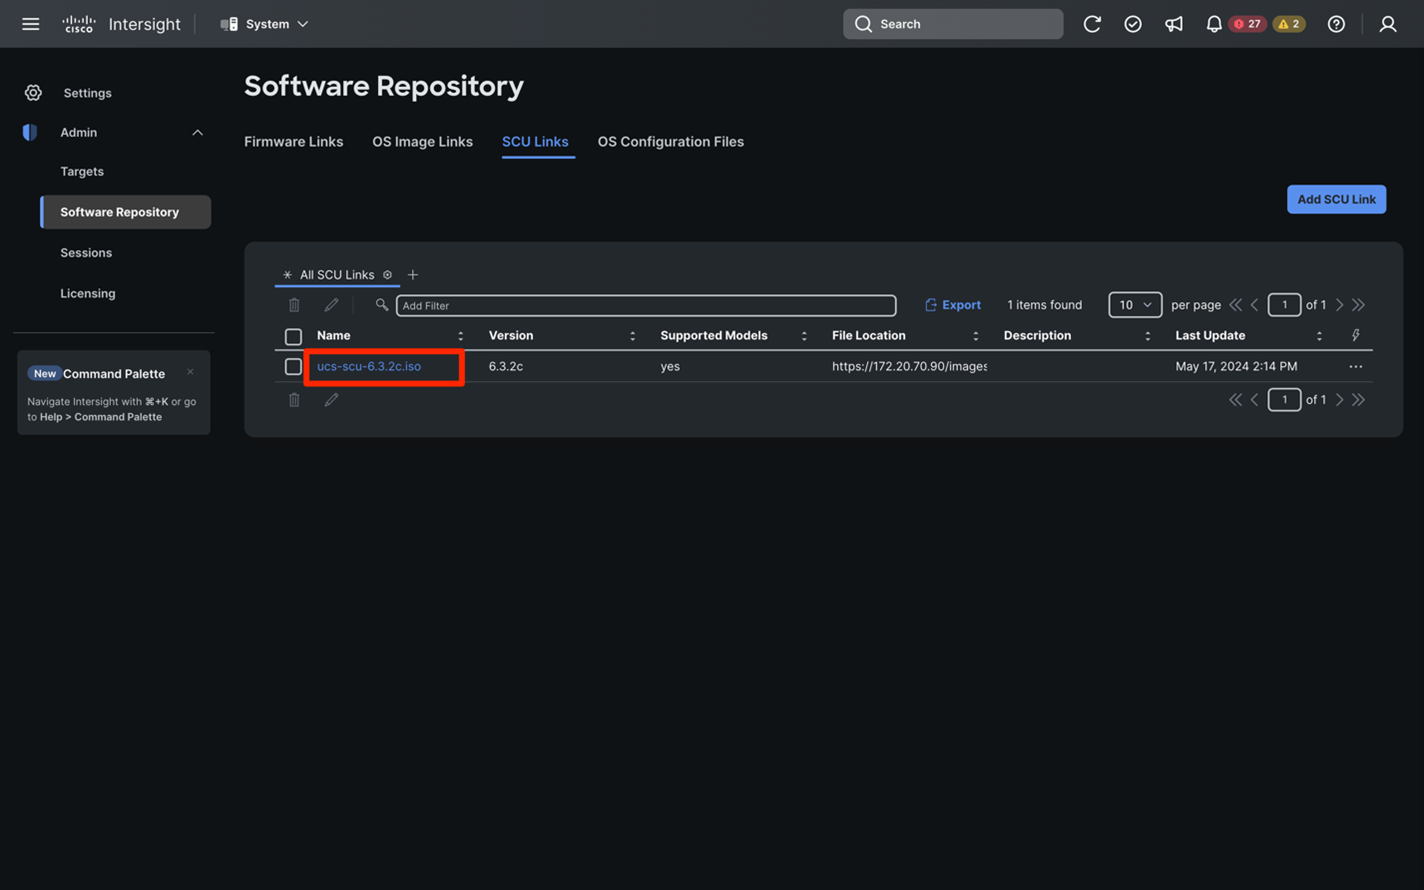 cisco Intersight System Search 27 2
Settings
Admin
Targets
Software Repository
Sessions
Licensing
New Command Palette
Navigate Intersight with ⌘+K or go
to Help > Command Palette
Software Repository
Firmware Links OS Image Links SCU Links OS Configuration Files
Add SCU Link
All SCU Links
Add Filter Export 1 items found 10 per page 1 of 1
Name Version Supported Models File Location Description Last Update
ucs-scu-6.3.2c.iso 6.3.2c yes https://172.20.70.90/images May 17, 2024 2:14 PM ...
1 of 1